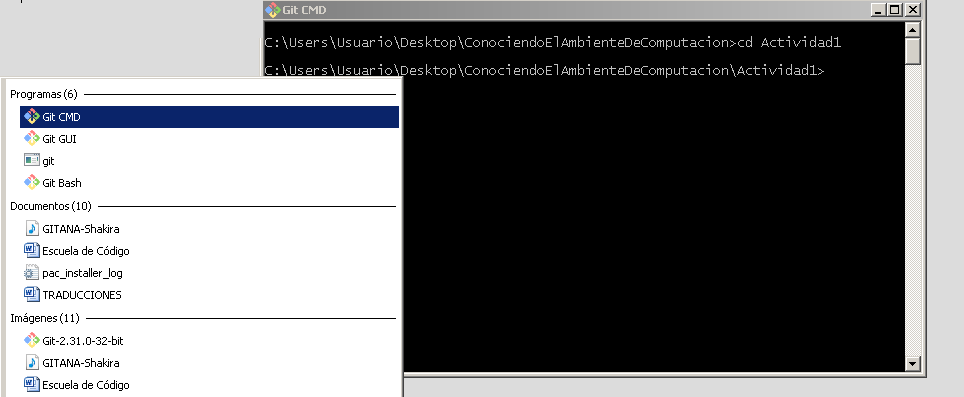 Git CMD
C:\Users\Usuario\Desktop\ConociendoElAmbienteDeComputacion>cd Actividad1
C:\Users\Usuario\Desktop\ConociendoElAmbienteDeComputacion\Actividad1>
Programas (6)
Git CMD
Git GUI
git
Git Bash
Documentos (10)
GITANA-Shakira
Escuela de Código
pac_installer_log
TRADUCCIONES
Imágenes (11)
Git-2.31.0-32-bit
GITANA-Shakira
Escuela de Código